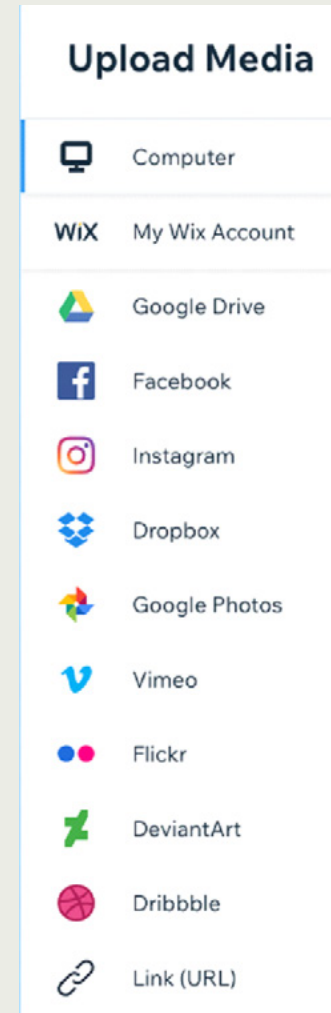 Upload Media
Computer
WiX My Wix Account
Google Drive
f Facebook
Instagram
Dropbox
Google Photos
Vimeo
Flickr
DeviantArt
Dribbble
Link (URL)